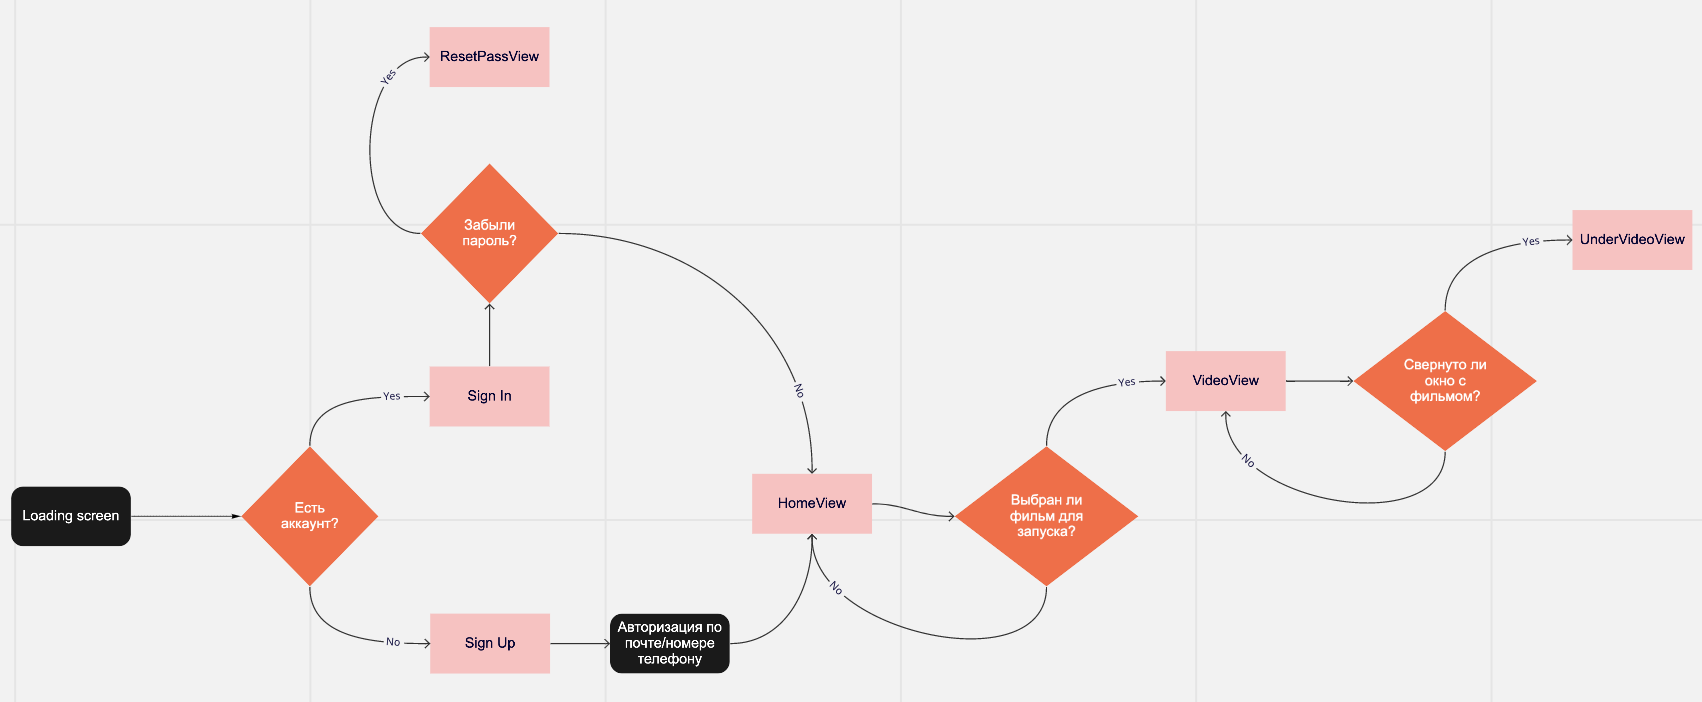 ResetPassView
Yes
Забыли
пароль?
Yes
UnderVideoView
No
Свернуто ли
окно с
фильмом?
VideoView
Yes
Yes
Sign In
No
HomeView
Выбран ли
фильм для
запуска?
Loading screen
Есть
аккаунт?
No
No
Sign Up
Авторизация по
почте/номере
телефону